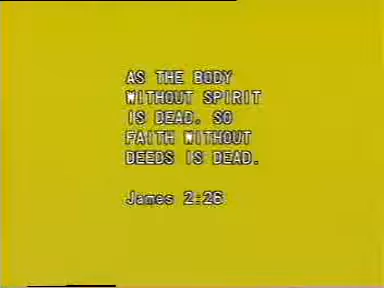 AS THE BODY
WITHOUT SPIRIT
IS DEAD. SO
FAITH WITHOUT
DEEDS IS DEAD.
James 2:26